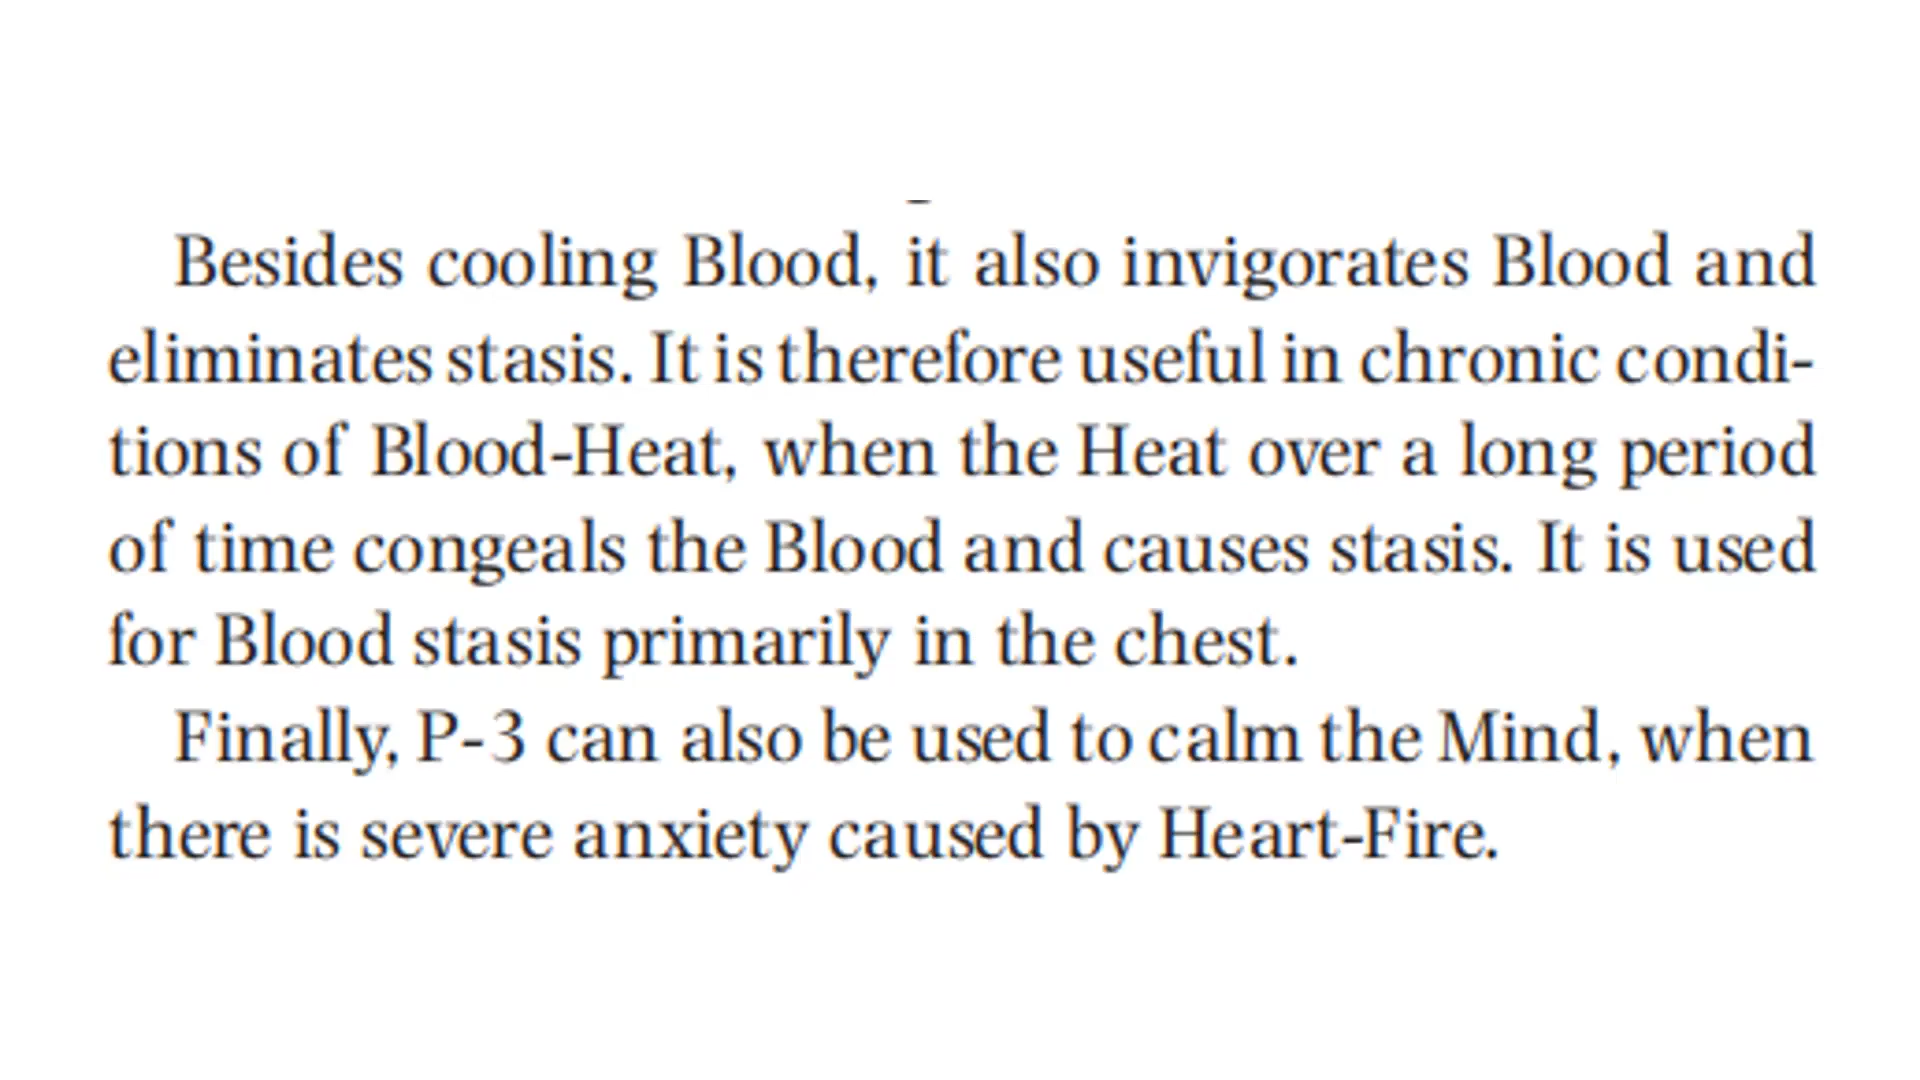 Besides cooling Blood, it also invigorates Blood and
eliminates stasis. It is therefore useful in chronic condi-
tions of Blood-Heat, when the Heat over a long period
of time congeals the Blood and causes stasis. It is used
for Blood stasis primarily in the chest.
Finally, P-3 can also be used to calm the Mind, when
there is severe anxiety caused by Heart-Fire.